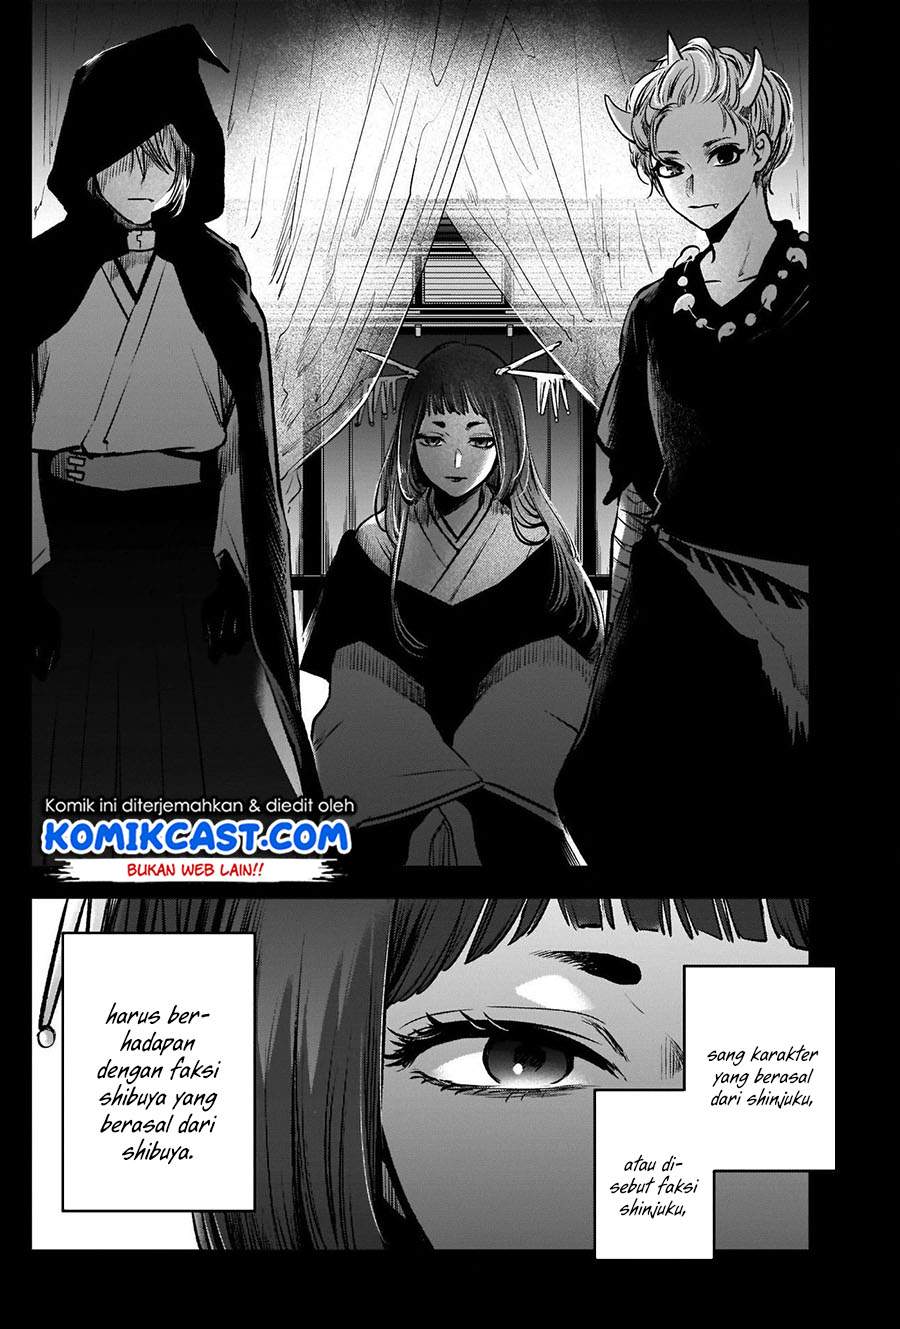 Komik ini diterjemahkan & diedit oleh
KOMIKCAST.COM
BUKAN WEB LAIN!!
sang karakter
yang berasal
dari shinjuku,
atau di-
sebut faksi
shinjuku,
harus ber-
hadapan
dengan faksi
shibuya yang
berasal dari
shibuya.